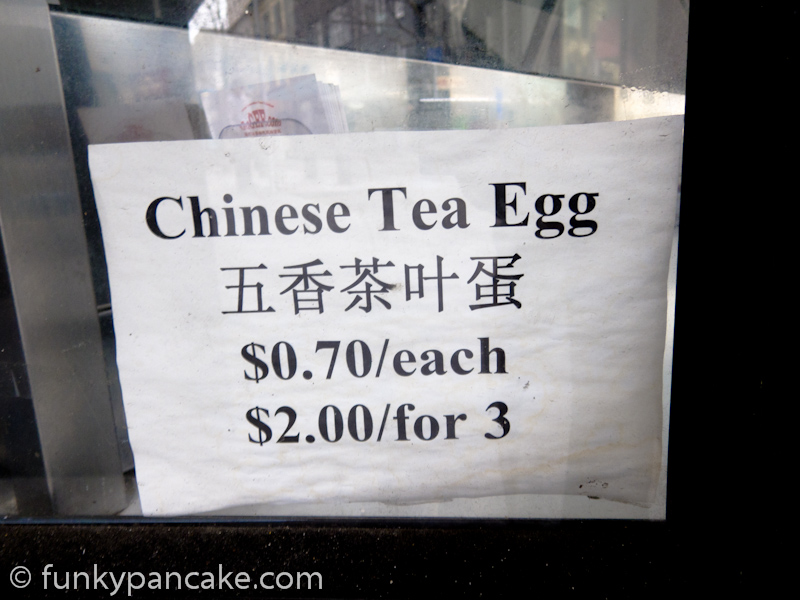 Chinese Tea Egg
五香茶叶蛋
$0.70/each
$2.00/for 3
© funkypancake.com